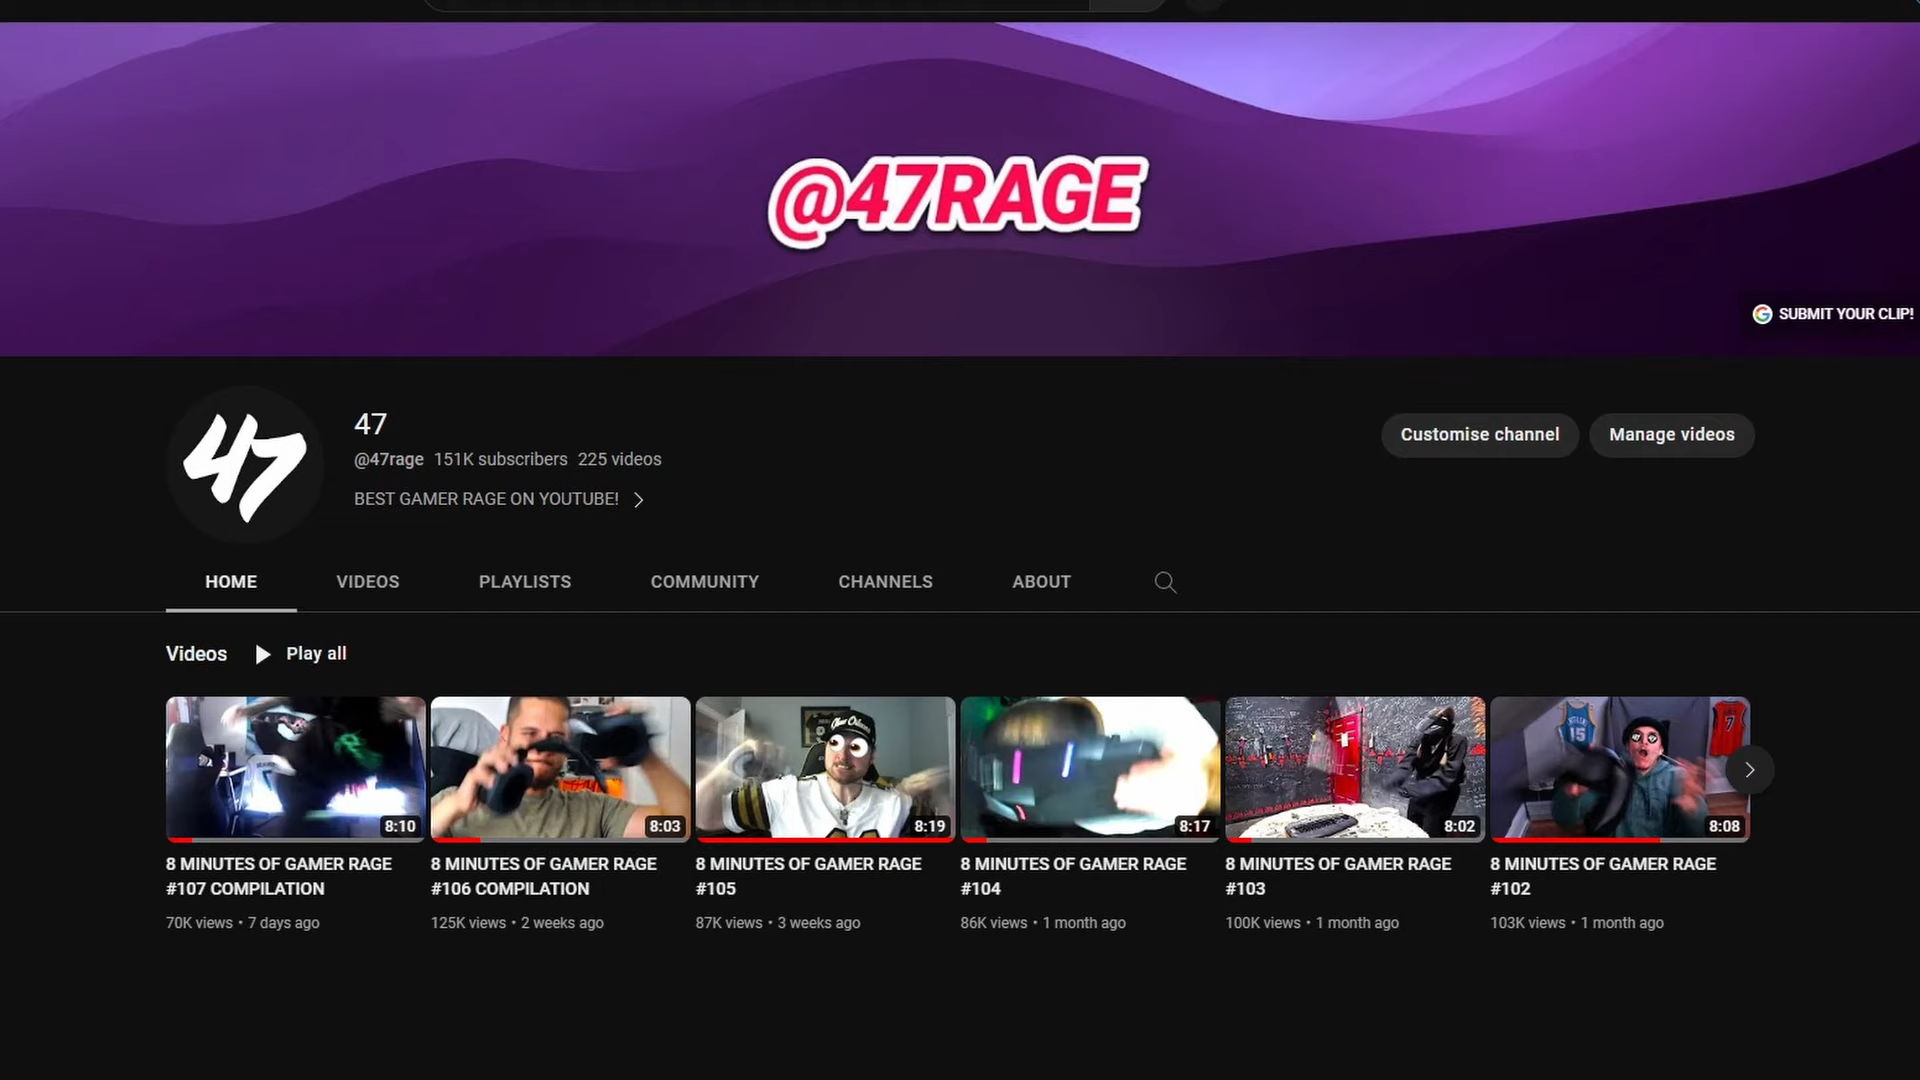 @47RAGE
SUBMIT YOUR CLIP!
47
47
@47rage 151K subscribers 225 videos
BEST GAMER RAGE ON YOUTUBE!
Customise channel
Manage videos
HOME
VIDEOS
PLAYLISTS
COMMUNITY
CHANNELS
ABOUT
Videos
Play all
8:10
8:03
8:19
8:17
8:02
15
7
8:08
8 MINUTES OF GAMER RAGE
#107 COMPILATION
70K views • 7 days ago
8 MINUTES OF GAMER RAGE
#106 COMPILATION
125K views • 2 weeks ago
8 MINUTES OF GAMER RAGE
#105
87K views • 3 weeks ago
8 MINUTES OF GAMER RAGE
#104
86K views • 1 month ago
8 MINUTES OF GAMER RAGE
#103
100K views • 1 month ago
8 MINUTES OF GAMER RAGE
#102
103K views • 1 month ago